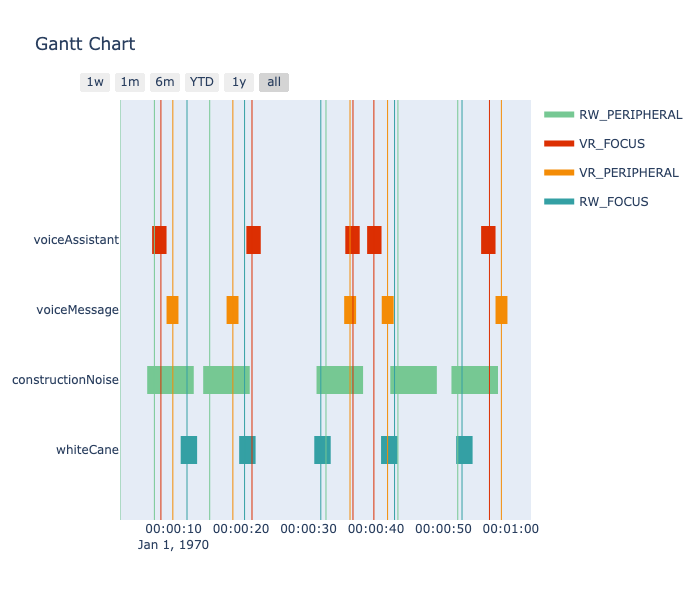 Gantt Chart
1w 1m 6m YTD 1y all
RW_PERIPHERAL
VR_FOCUS
VR_PERIPHERAL
RW_FOCUS
voiceAssistant
voiceMessage
constructionNoise
whiteCane
00:00:10 00:00:20 00:00:30 00:00:40 00:00:50 00:01:00
Jan 1, 1970